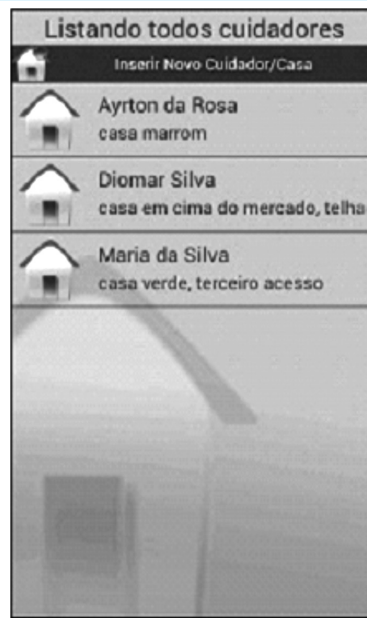 Listando todos cuidadores
Inserir Novo Cuidador/Casa
Ayrton da Rosa
casa marrom
Diomar Silva
casa em cima do mercado, telha
Maria da Silva
casa verde, terceiro acesso